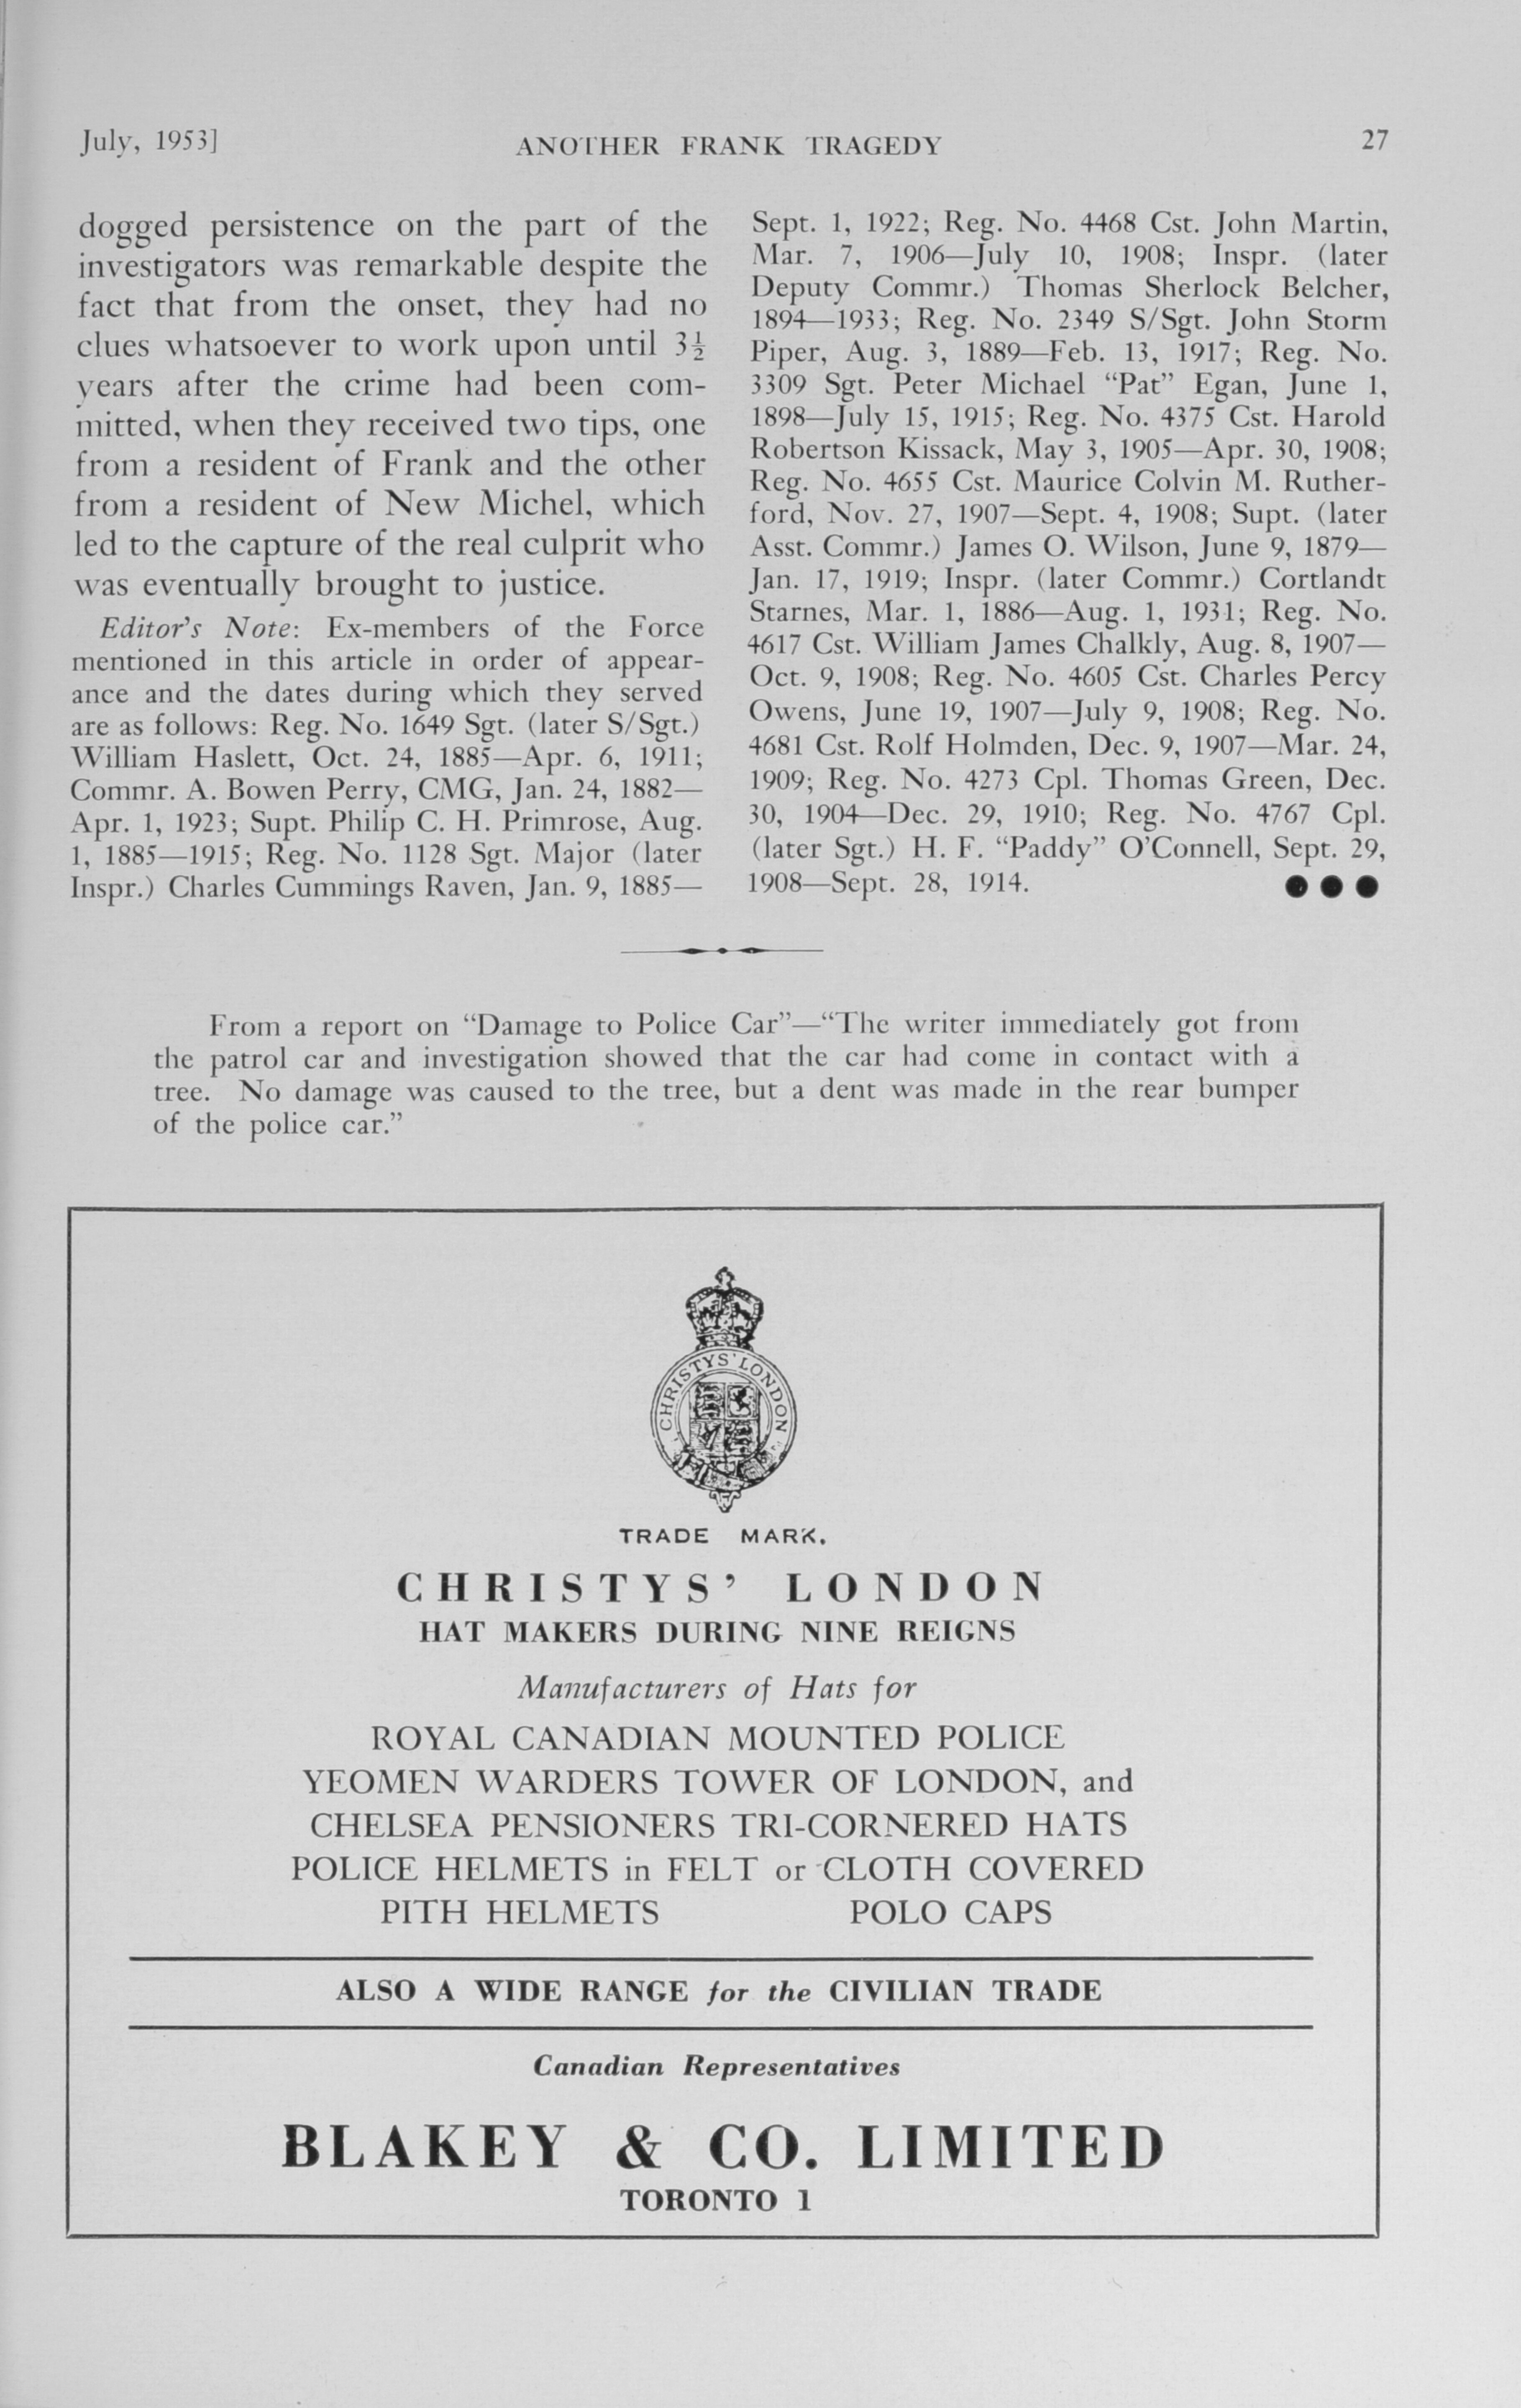 July, 1953]
ANOTHER FRANK TRAGEDY
27
dogged persistence on the part of the
investigators was remarkable despite the
fact that from the onset, they had no
clues whatsoever to work upon until 3½
years after the crime had been com-
mitted, when they received two tips, one
from a resident of Frank and the other
from a resident of New Michel, which
led to the capture of the real culprit who
was eventually brought to justice.
Editor's Note: Ex-members of the Force
mentioned in this article in order of appear-
ance and the dates during which they served
are as follows: Reg. No. 1649 Sgt. (later S/Sgt.)
William Haslett, Oct. 24, 1885—Apr. 6, 1911;
Commr. A. Bowen Perry, CMG, Jan. 24, 1882—
Apr. 1, 1923; Supt. Philip C. H. Primrose, Aug.
1, 1885—1915; Reg. No. 1128 Sgt. Major (later
Inspr.) Charles Cummings Raven, Jan. 9, 1885—
Sept. 1, 1922; Reg. No. 4468 Cst. John Martin,
Mar. 7, 1906—July 10, 1908; Inspr. (later
Deputy Commr.) Thomas Sherlock Belcher,
1894—1933; Reg. No. 2349 S/Sgt. John Storm
Piper, Aug. 3, 1889—Feb. 13, 1917; Reg. No.
3309 Sgt. Peter Michael “Pat” Egan, June 1,
1898—July 15, 1915; Reg. No. 4375 Cst. Harold
Robertson Kissack, May 3, 1905—Apr. 30, 1908;
Reg. No. 4655 Cst. Maurice Colvin M. Ruther-
ford, Nov. 27, 1907—Sept. 4, 1908; Supt. (later
Asst. Commr.) James O. Wilson, June 9, 1879—
Jan. 17, 1919; Inspr. (later Commr.) Cortlandt
Starnes, Mar. 1, 1886—Aug. 1, 1931; Reg. No.
4617 Cst. William James Chalkly, Aug. 8, 1907—
Oct. 9, 1908; Reg. No. 4605 Cst. Charles Percy
Owens, June 19, 1907—July 9, 1908; Reg. No.
4681 Cst. Rolf Holmden, Dec. 9, 1907—Mar. 24,
1909; Reg. No. 4273 Cpl. Thomas Green, Dec.
30, 1904—Dec. 29, 1910; Reg. No. 4767 Cpl.
(later Sgt.) H. F. “Paddy” O'Connell, Sept. 29,
1908—Sept. 28, 1914. ●●●
From a report on “Damage to Police Car”—“The writer immediately got from
the patrol car and investigation showed that the car had come in contact with a
tree. No damage was caused to the tree, but a dent was made in the rear bumper
of the police car.”
CHRISTYS' LONDON
TRADE MARK.
CHRISTYS' LONDON
HAT MAKERS DURING NINE REIGNS
Manufacturers of Hats for
ROYAL CANADIAN MOUNTED POLICE
YEOMEN WARDERS TOWER OF LONDON, and
CHELSEA PENSIONERS TRI-CORNERED HATS
POLICE HELMETS in FELT or CLOTH COVERED
PITH HELMETS POLO CAPS
ALSO A WIDE RANGE for the CIVILIAN TRADE
Canadian Representatives
BLAKEY & CO. LIMITED
TORONTO 1